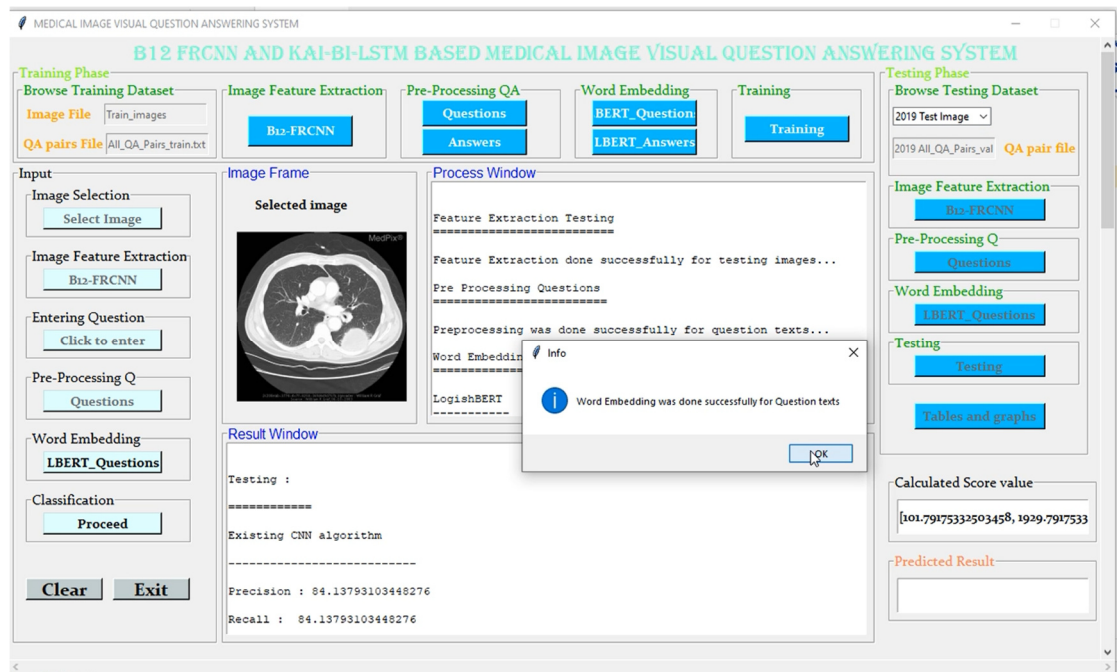 MEDICAL IMAGE VISUAL QUESTION ANSWERING SYSTEM
B12 FRCNN AND KAI-BI-LSTM BASED MEDICAL IMAGE VISUAL QUESTION ANSWERING SYSTEM
Training Phase
Browse Training Dataset
Image File Train_images
QA pairs File All_QA_Pairs_train.txt
Image Feature Extraction
B12-FRCNN
Pre-Processing QA
Questions
Answers
Word Embedding
BERT_Question
LBERT_Answers
Training
Training
Testing Phase
Browse Testing Dataset
2019 Test Image
2019 All_QA_Pairs_val QA pair file
Image Feature Extraction
B12-FRCNN
Pre-Processing Q
Questions
Word Embedding
LBERT_Questions
Testing
Testing
Tables and graphs
Calculated Score value
[101.79175332503458, 1929.7917533
Predicted Result
Input
Image Selection
Select Image
Image Feature Extraction
B12-FRCNN
Entering Question
Click to enter
Pre-Processing Q
Questions
Word Embedding
LBERT_Questions
Classification
Proceed
Clear Exit
Image Frame
Selected image
MedPix®
Process Window
Feature Extraction Testing
==========================
Feature Extraction done successfully for testing images...
Pre Processing Questions
=========================
Preprocessing was done successfully for question texts...
Word Embeddin
LogishBERT
-----------
Info
Word Embedding was done successfully for Question texts
OK
Result Window
Testing :
============
Existing CNN algorithm
---------------------------
Precision : 84.13793103448276
Recall : 84.13793103448276